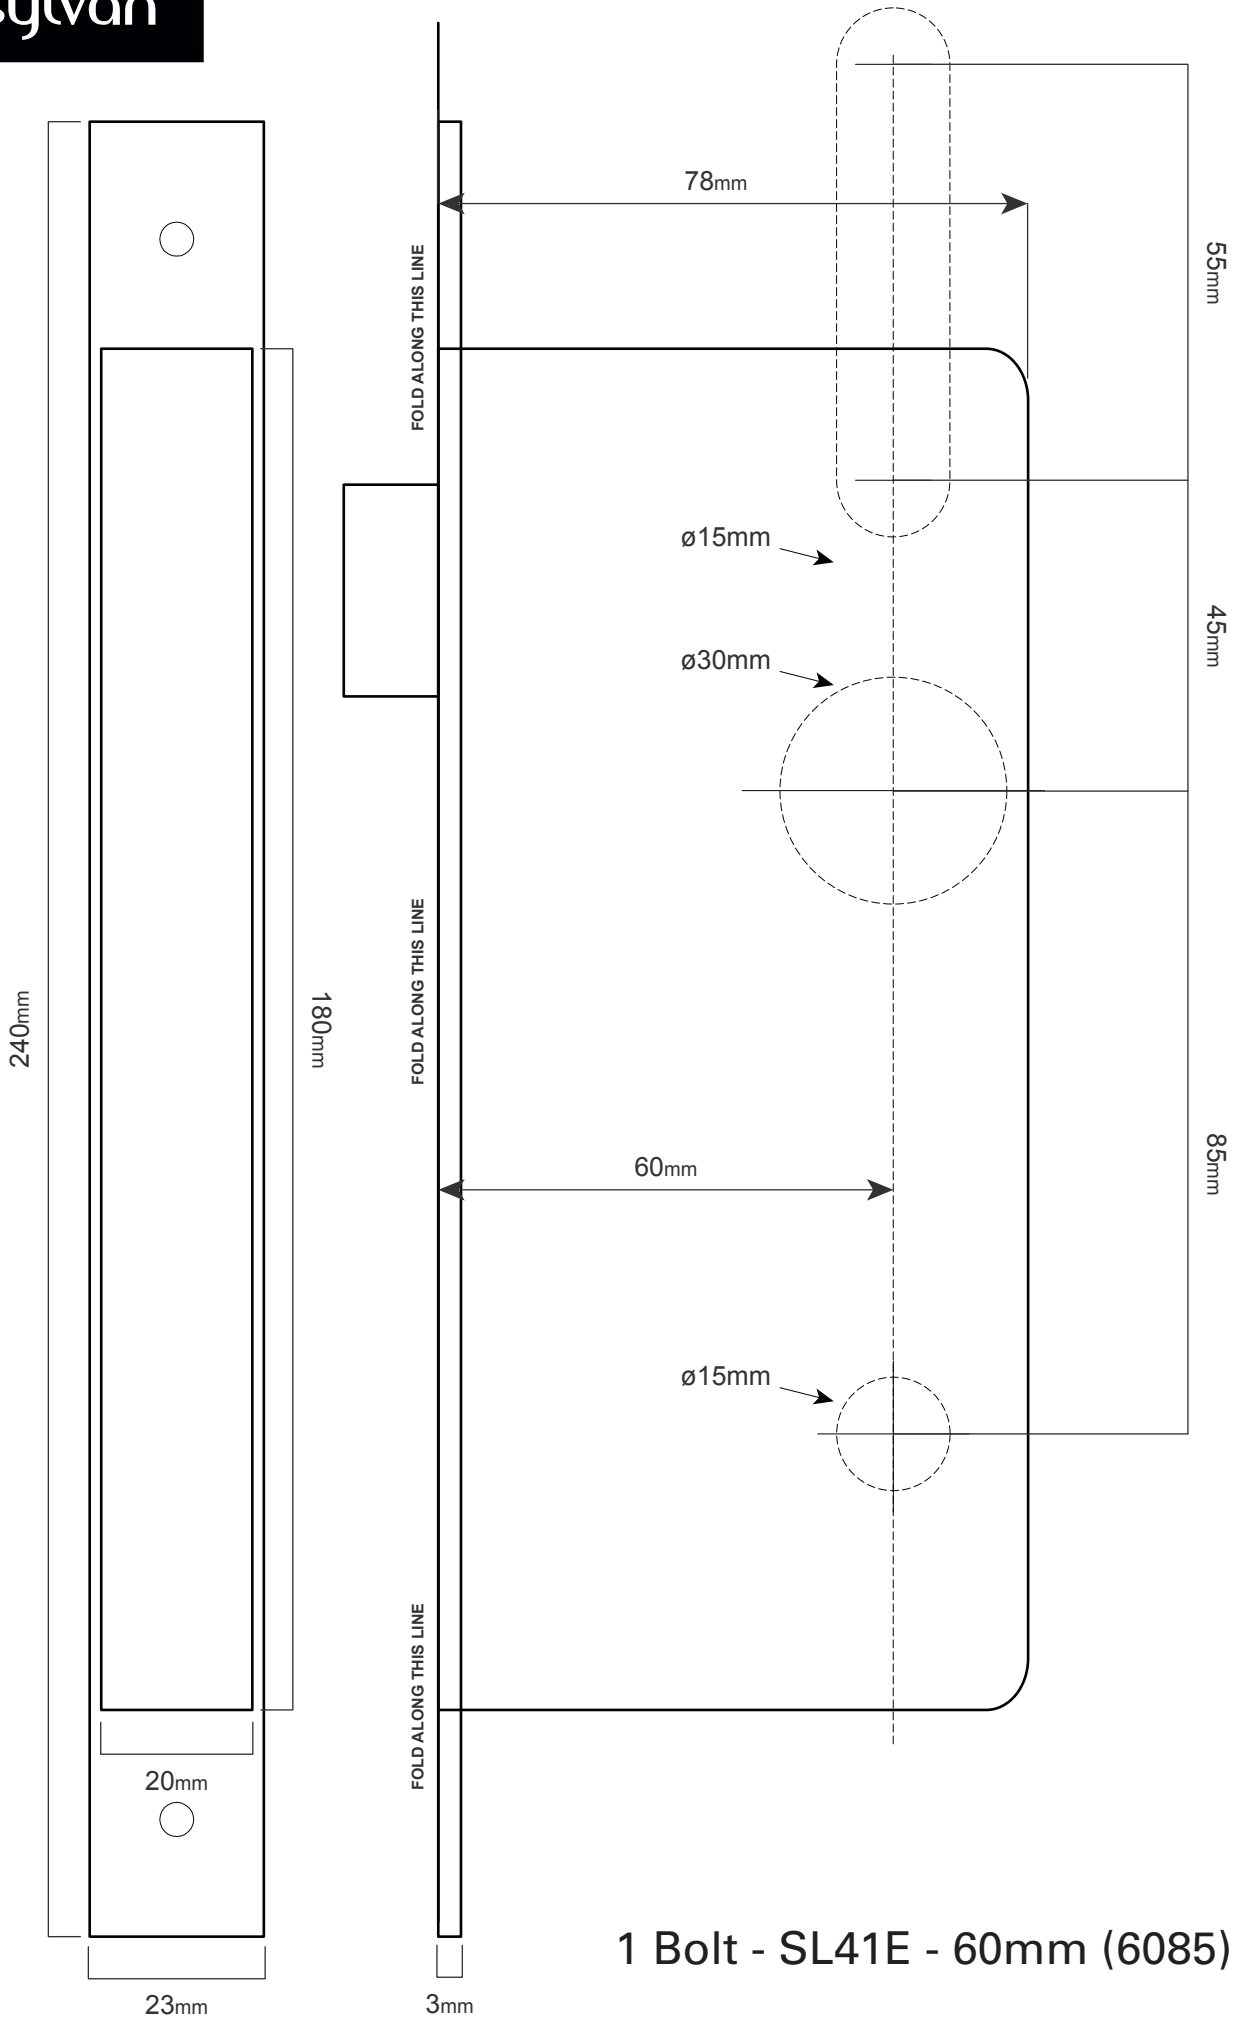 sylvan
78mm
55mm
FOLD ALONG THIS LINE
ø15mm
45mm
ø30mm
FOLD ALONG THIS LINE
240mm
180mm
60mm
85mm
ø15mm
FOLD ALONG THIS LINE
20mm
1 Bolt - SL41E - 60mm (6085)
23mm
3mm